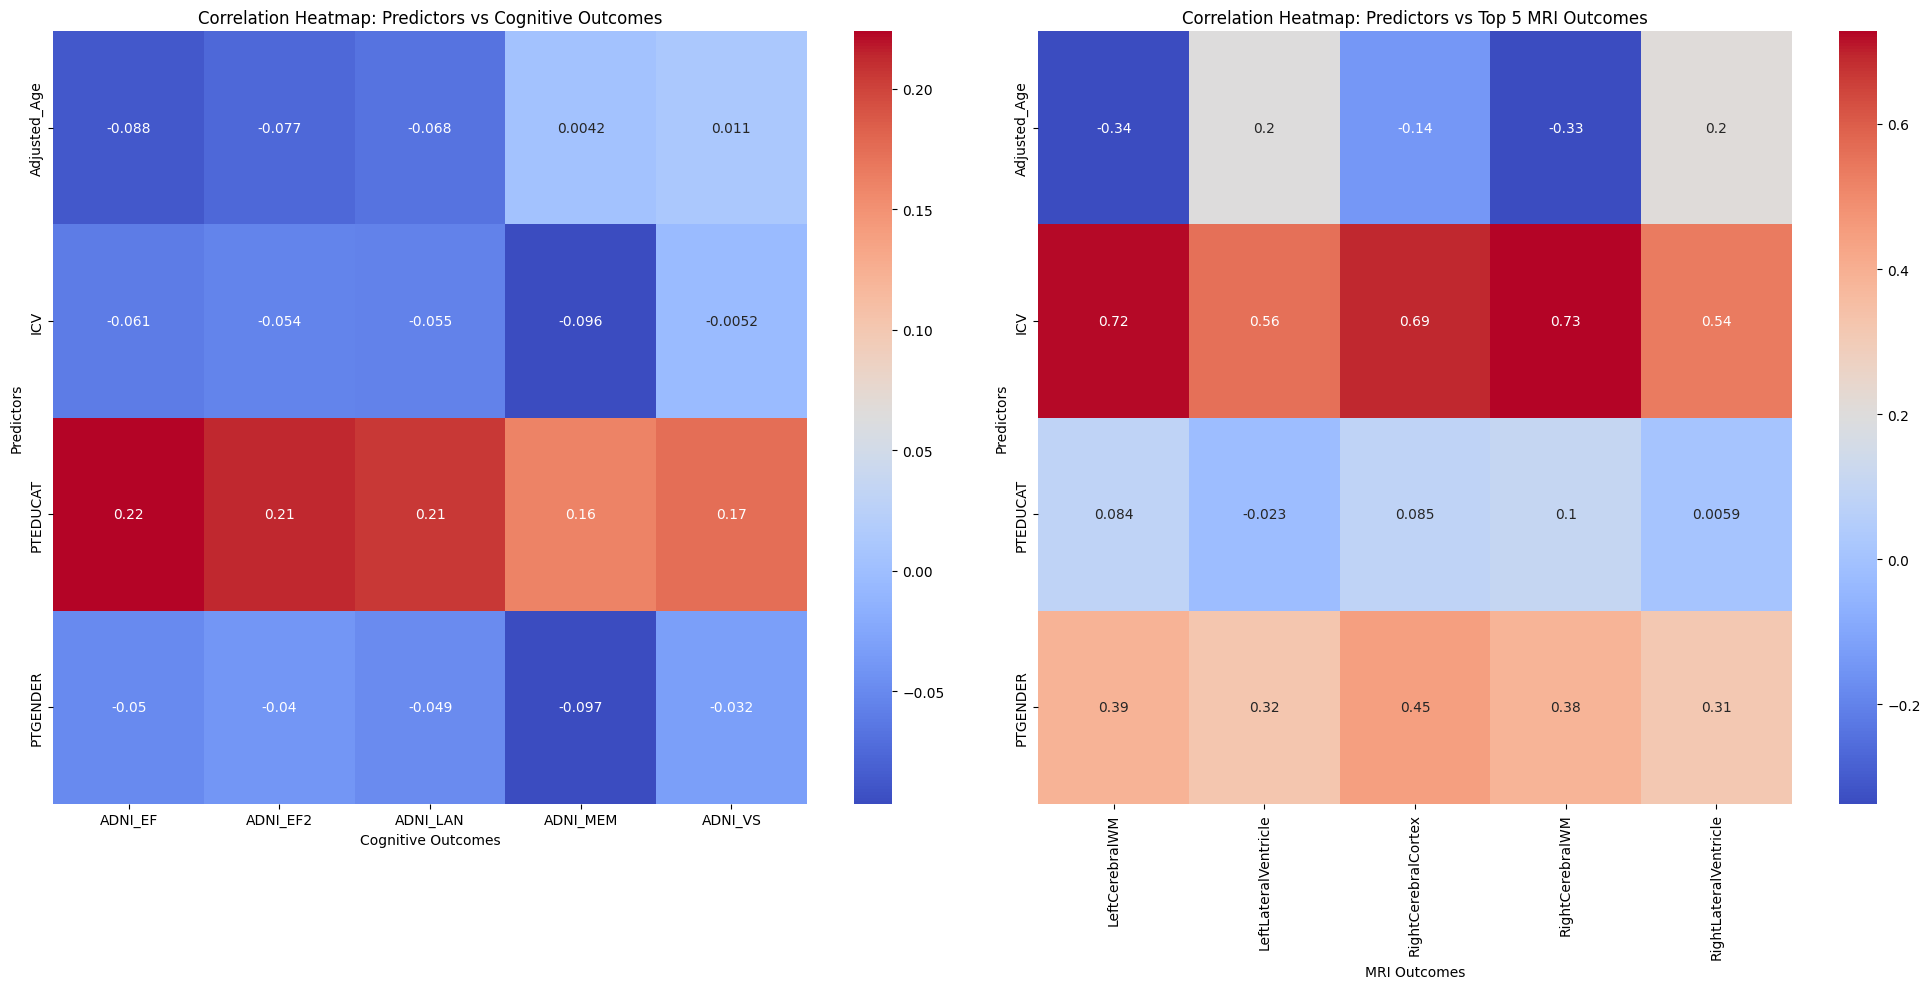 Correlation Heatmap: Predictors vs Cognitive Outcomes
Predictors
Adjusted_Age
-0.088 -0.077 -0.068 0.0042 0.011
ICV
-0.061 -0.054 -0.055 -0.096 -0.0052
PTEDUCAT
0.22 0.21 0.21 0.16 0.17
PTGENDER
-0.05 -0.04 -0.049 -0.097 -0.032
ADNI_EF ADNI_EF2 ADNI_LAN ADNI_MEM ADNI_VS
Cognitive Outcomes
0.20
0.15
0.10
0.05
0.00
−0.05
Correlation Heatmap: Predictors vs Top 5 MRI Outcomes
Predictors
Adjusted_Age
-0.34 0.2 -0.14 -0.33 0.2
ICV
0.72 0.56 0.69 0.73 0.54
PTEDUCAT
0.084 -0.023 0.085 0.1 0.0059
PTGENDER
0.39 0.32 0.45 0.38 0.31
LeftCerebralWM
LeftLateralVentricle
RightCerebralCortex
RightCerebralWM
RightLateralVentricle
MRI Outcomes
0.6
0.4
0.2
0.0
−0.2